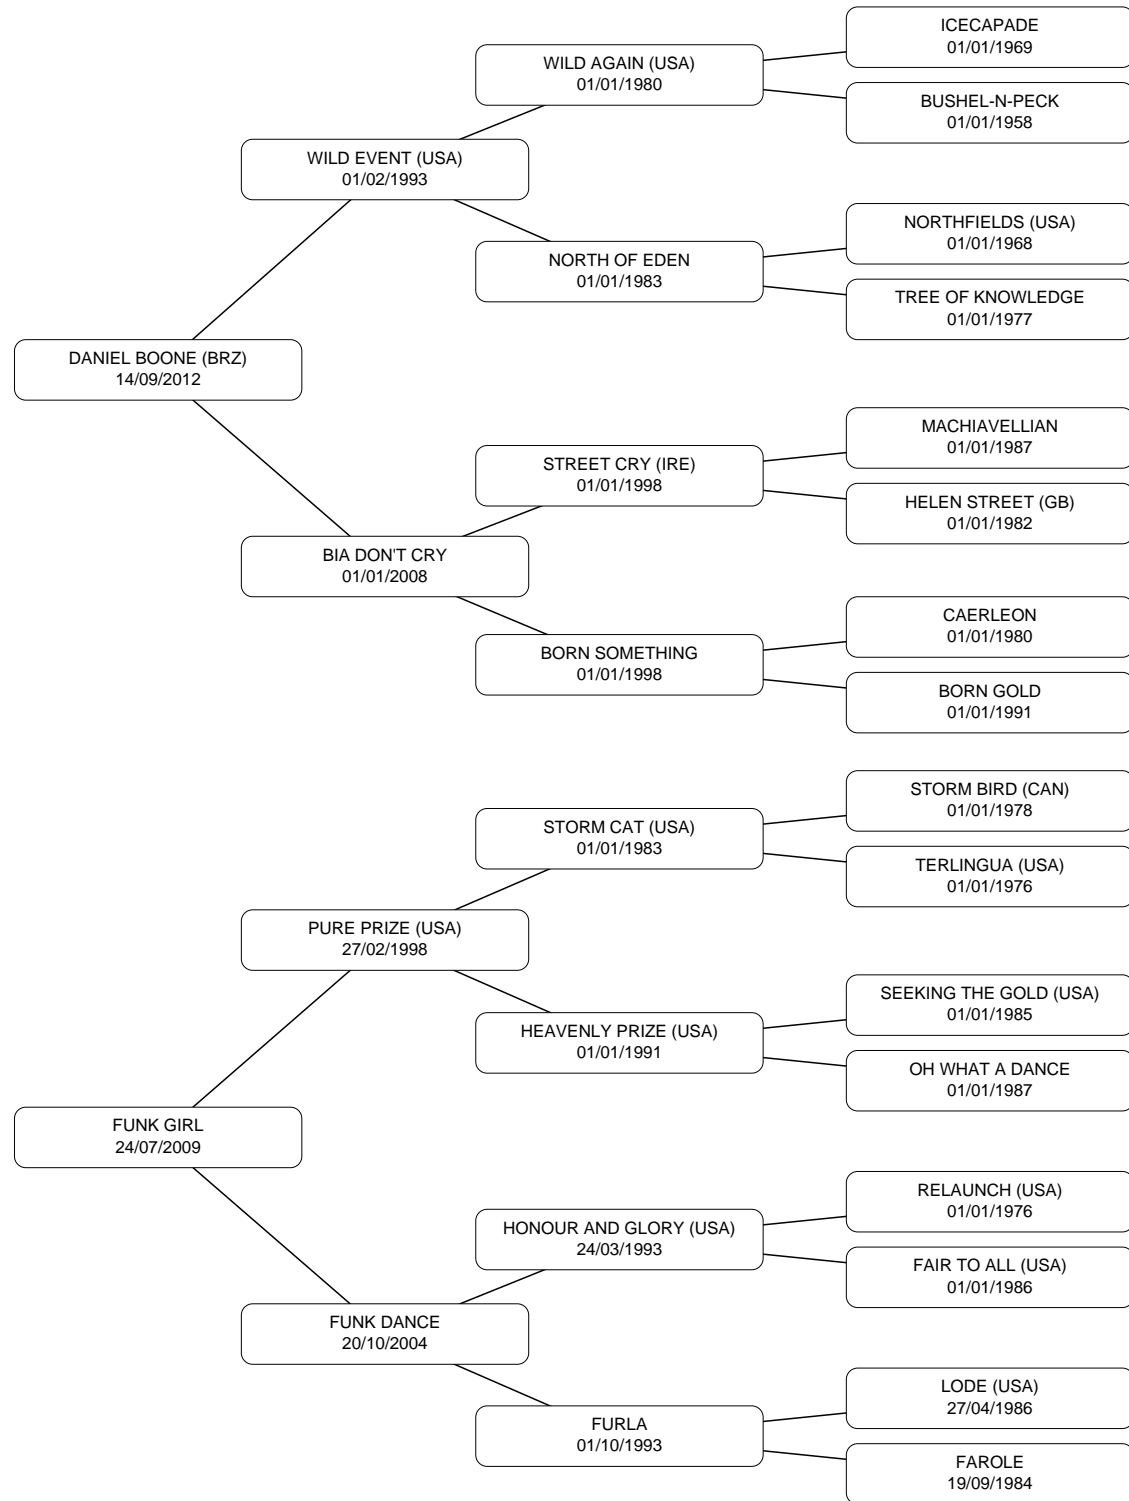 ICECAPADE
01/01/1969
WILD AGAIN (USA)
01/01/1980
BUSHEL-N-PECK
01/01/1958
WILD EVENT (USA)
01/02/1993
NORTHFIELDS (USA)
01/01/1968
NORTH OF EDEN
01/01/1983
TREE OF KNOWLEDGE
01/01/1977
DANIEL BOONE (BRZ)
14/09/2012
MACHIAVELLIAN
01/01/1987
STREET CRY (IRE)
01/01/1998
HELEN STREET (GB)
01/01/1982
BIA DON'T CRY
01/01/2008
CAERLEON
01/01/1980
BORN SOMETHING
01/01/1998
BORN GOLD
01/01/1991
STORM BIRD (CAN)
01/01/1978
STORM CAT (USA)
01/01/1983
TERLINGUA (USA)
01/01/1976
PURE PRIZE (USA)
27/02/1998
SEEKING THE GOLD (USA)
01/01/1985
HEAVENLY PRIZE (USA)
01/01/1991
OH WHAT A DANCE
01/01/1987
FUNK GIRL
24/07/2009
RELAUNCH (USA)
01/01/1976
HONOUR AND GLORY (USA)
24/03/1993
FAIR TO ALL (USA)
01/01/1986
FUNK DANCE
20/10/2004
LODE (USA)
27/04/1986
FURLA
01/10/1993
FAROLE
19/09/1984